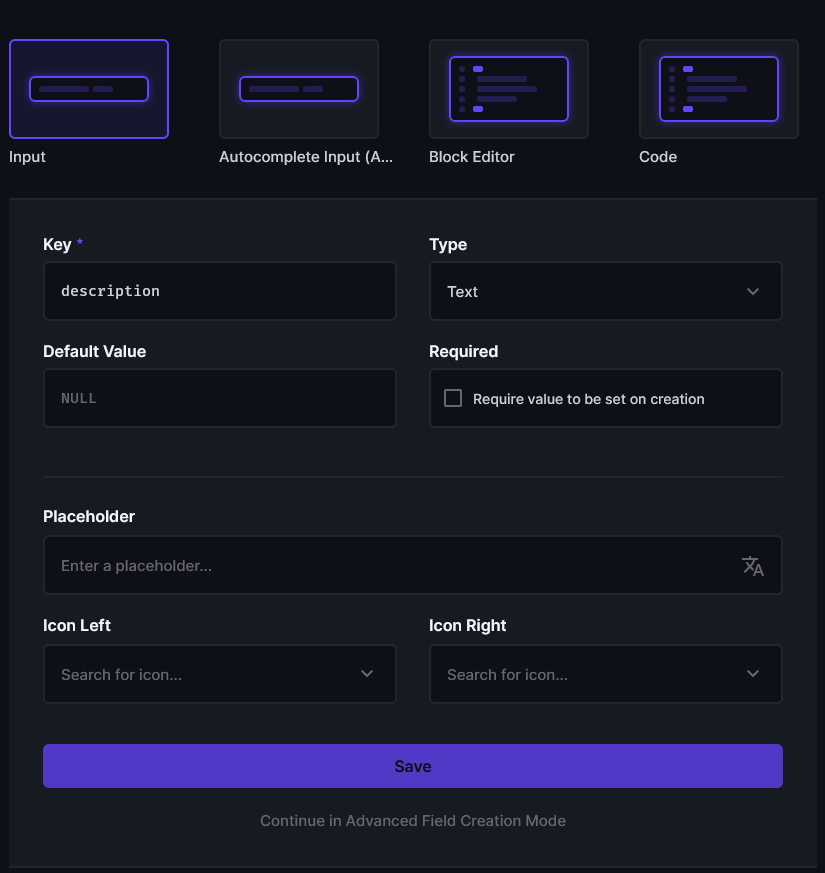 Input
Autocomplete Input (A...
Block Editor
Code
Key *
Type
description
Text
Default Value
Required
NULL
Require value to be set on creation
Placeholder
Enter a placeholder...
Icon Left
Icon Right
Search for icon...
Search for icon...
Save
Continue in Advanced Field Creation Mode